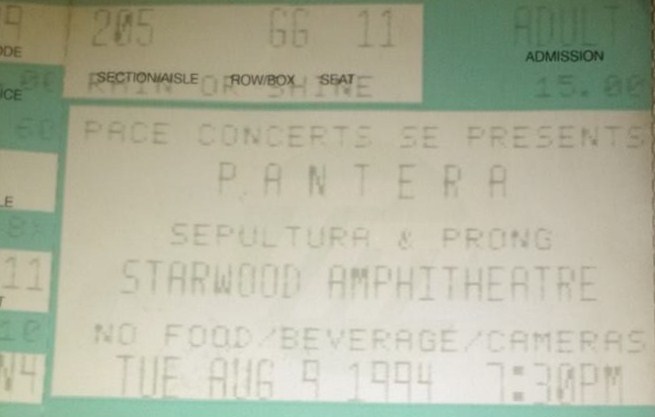 205 GG 11 ADULT
SECTION/AISLE ROW/BOX SEAT ADMISSION
RAIN OR SHINE 15.00
PACE CONCERTS SE PRESENTS
PANTERA
SEPULTURA & PRONG
STARWOOD AMPHITHEATRE
NO FOOD/BEVERAGE/CAMERAS
TUE AUG 9 1994 7:30PM
11